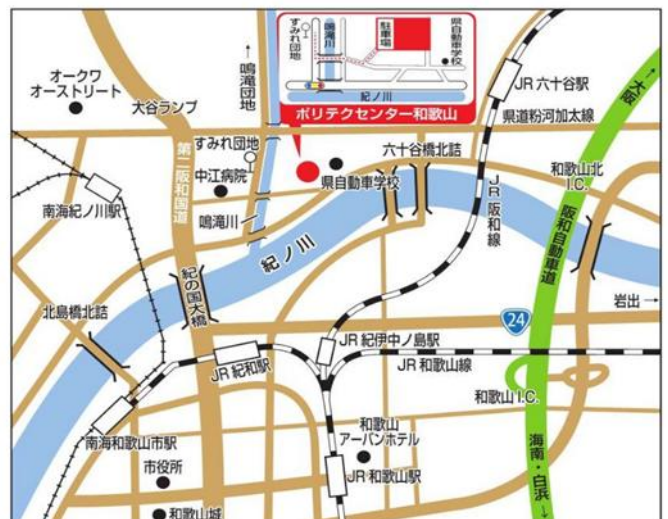 すみれ団地
鳴滝川
駐車場
県自動車学校
紀ノ川
ポリテクセンター和歌山
←鳴滝団地
オークワ
オーストリート
大谷ランプ
第二阪和国道
すみれ団地
中江病院
県自動車学校
六十谷橋北詰
JR 六十谷駅
県道粉河加太線
大阪→
和歌山北
I.C.
阪和自動車道
JR 阪和線
南海紀ノ川駅
鳴滝川
紀ノ川
紀の国大橋
北島橋北詰
岩出→
24
JR 紀伊中ノ島駅
JR 紀和駅
JR 和歌山線
和歌山 I.C.
南海和歌山市駅
和歌山
アーバンホテル
市役所
JR 和歌山駅
海南・白浜→
和歌山城